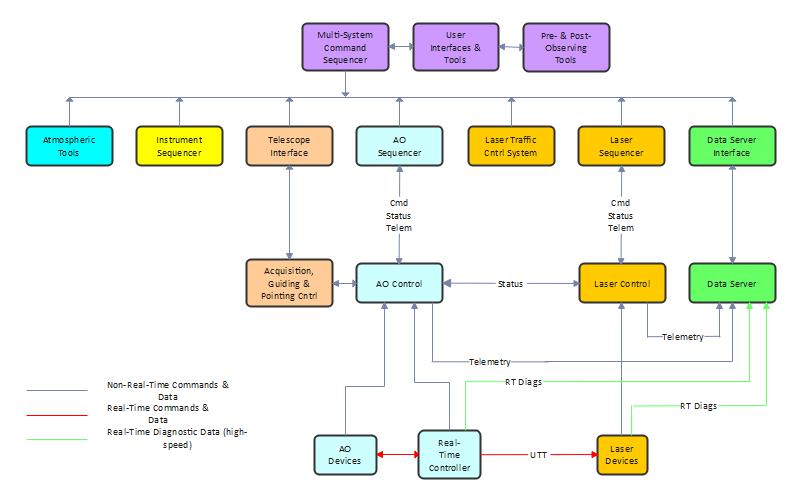 Multi-System
Command
Sequencer
User
Interfaces &
Tools
Pre- & Post-
Observing
Tools
Atmospheric
Tools
Instrument
Sequencer
Telescope
Interface
AO
Sequencer
Laser Traffic
Cntrl System
Laser
Sequencer
Data Server
Interface
Cmd
Status
Telem
Cmd
Status
Telem
Acquisition,
Guiding &
Pointing Cntrl
AO Control
Status
Laser Control
Data Server
Telemetry
Telemetry
RT Diags
RT Diags
Non-Real-Time Commands &
Data
Real-Time Commands &
Data
Real-Time Diagnostic Data (high-
speed)
AO
Devices
Real-
Time
Controller
UTT
Laser
Devices